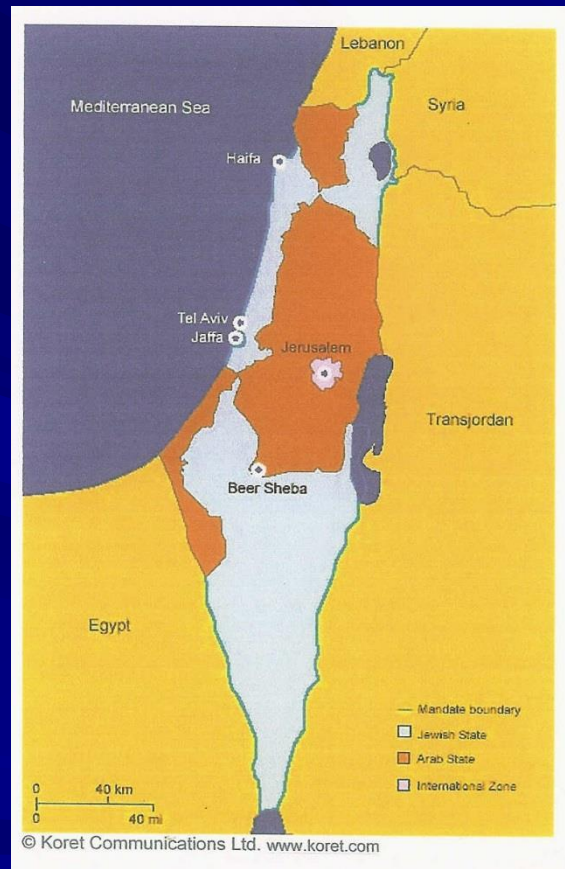 Lebanon
Mediterranean Sea
Syria
Haifa
Tel Aviv
Jaffa
Jerusalem
Transjordan
Beer Sheba
Egypt
Mandate boundary
Jewish State
Arab State
International Zone
0 40 km
0 40 mi
© Koret Communications Ltd. www.koret.com